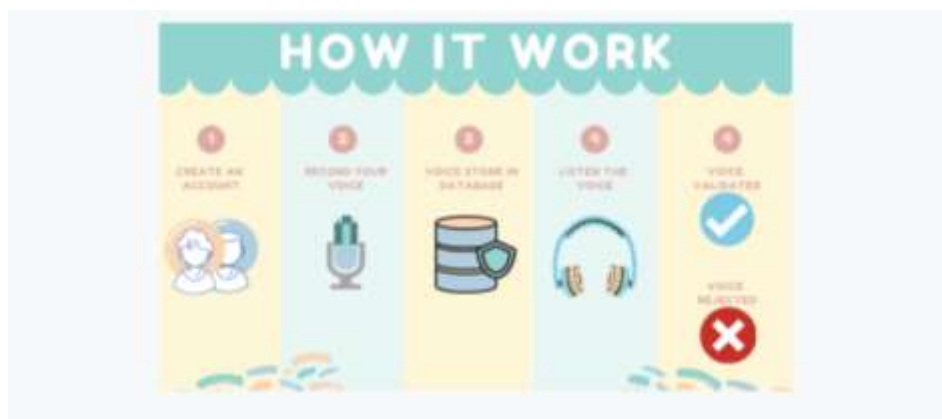 HOW IT WORK
1
CREATE AN
ACCOUNT
2
RECORD YOUR
VOICE
3
VOICE STORE IN
DATABASE
4
LISTEN THE
VOICE
VOICE
VALIDATED
VOICE
REJECTED